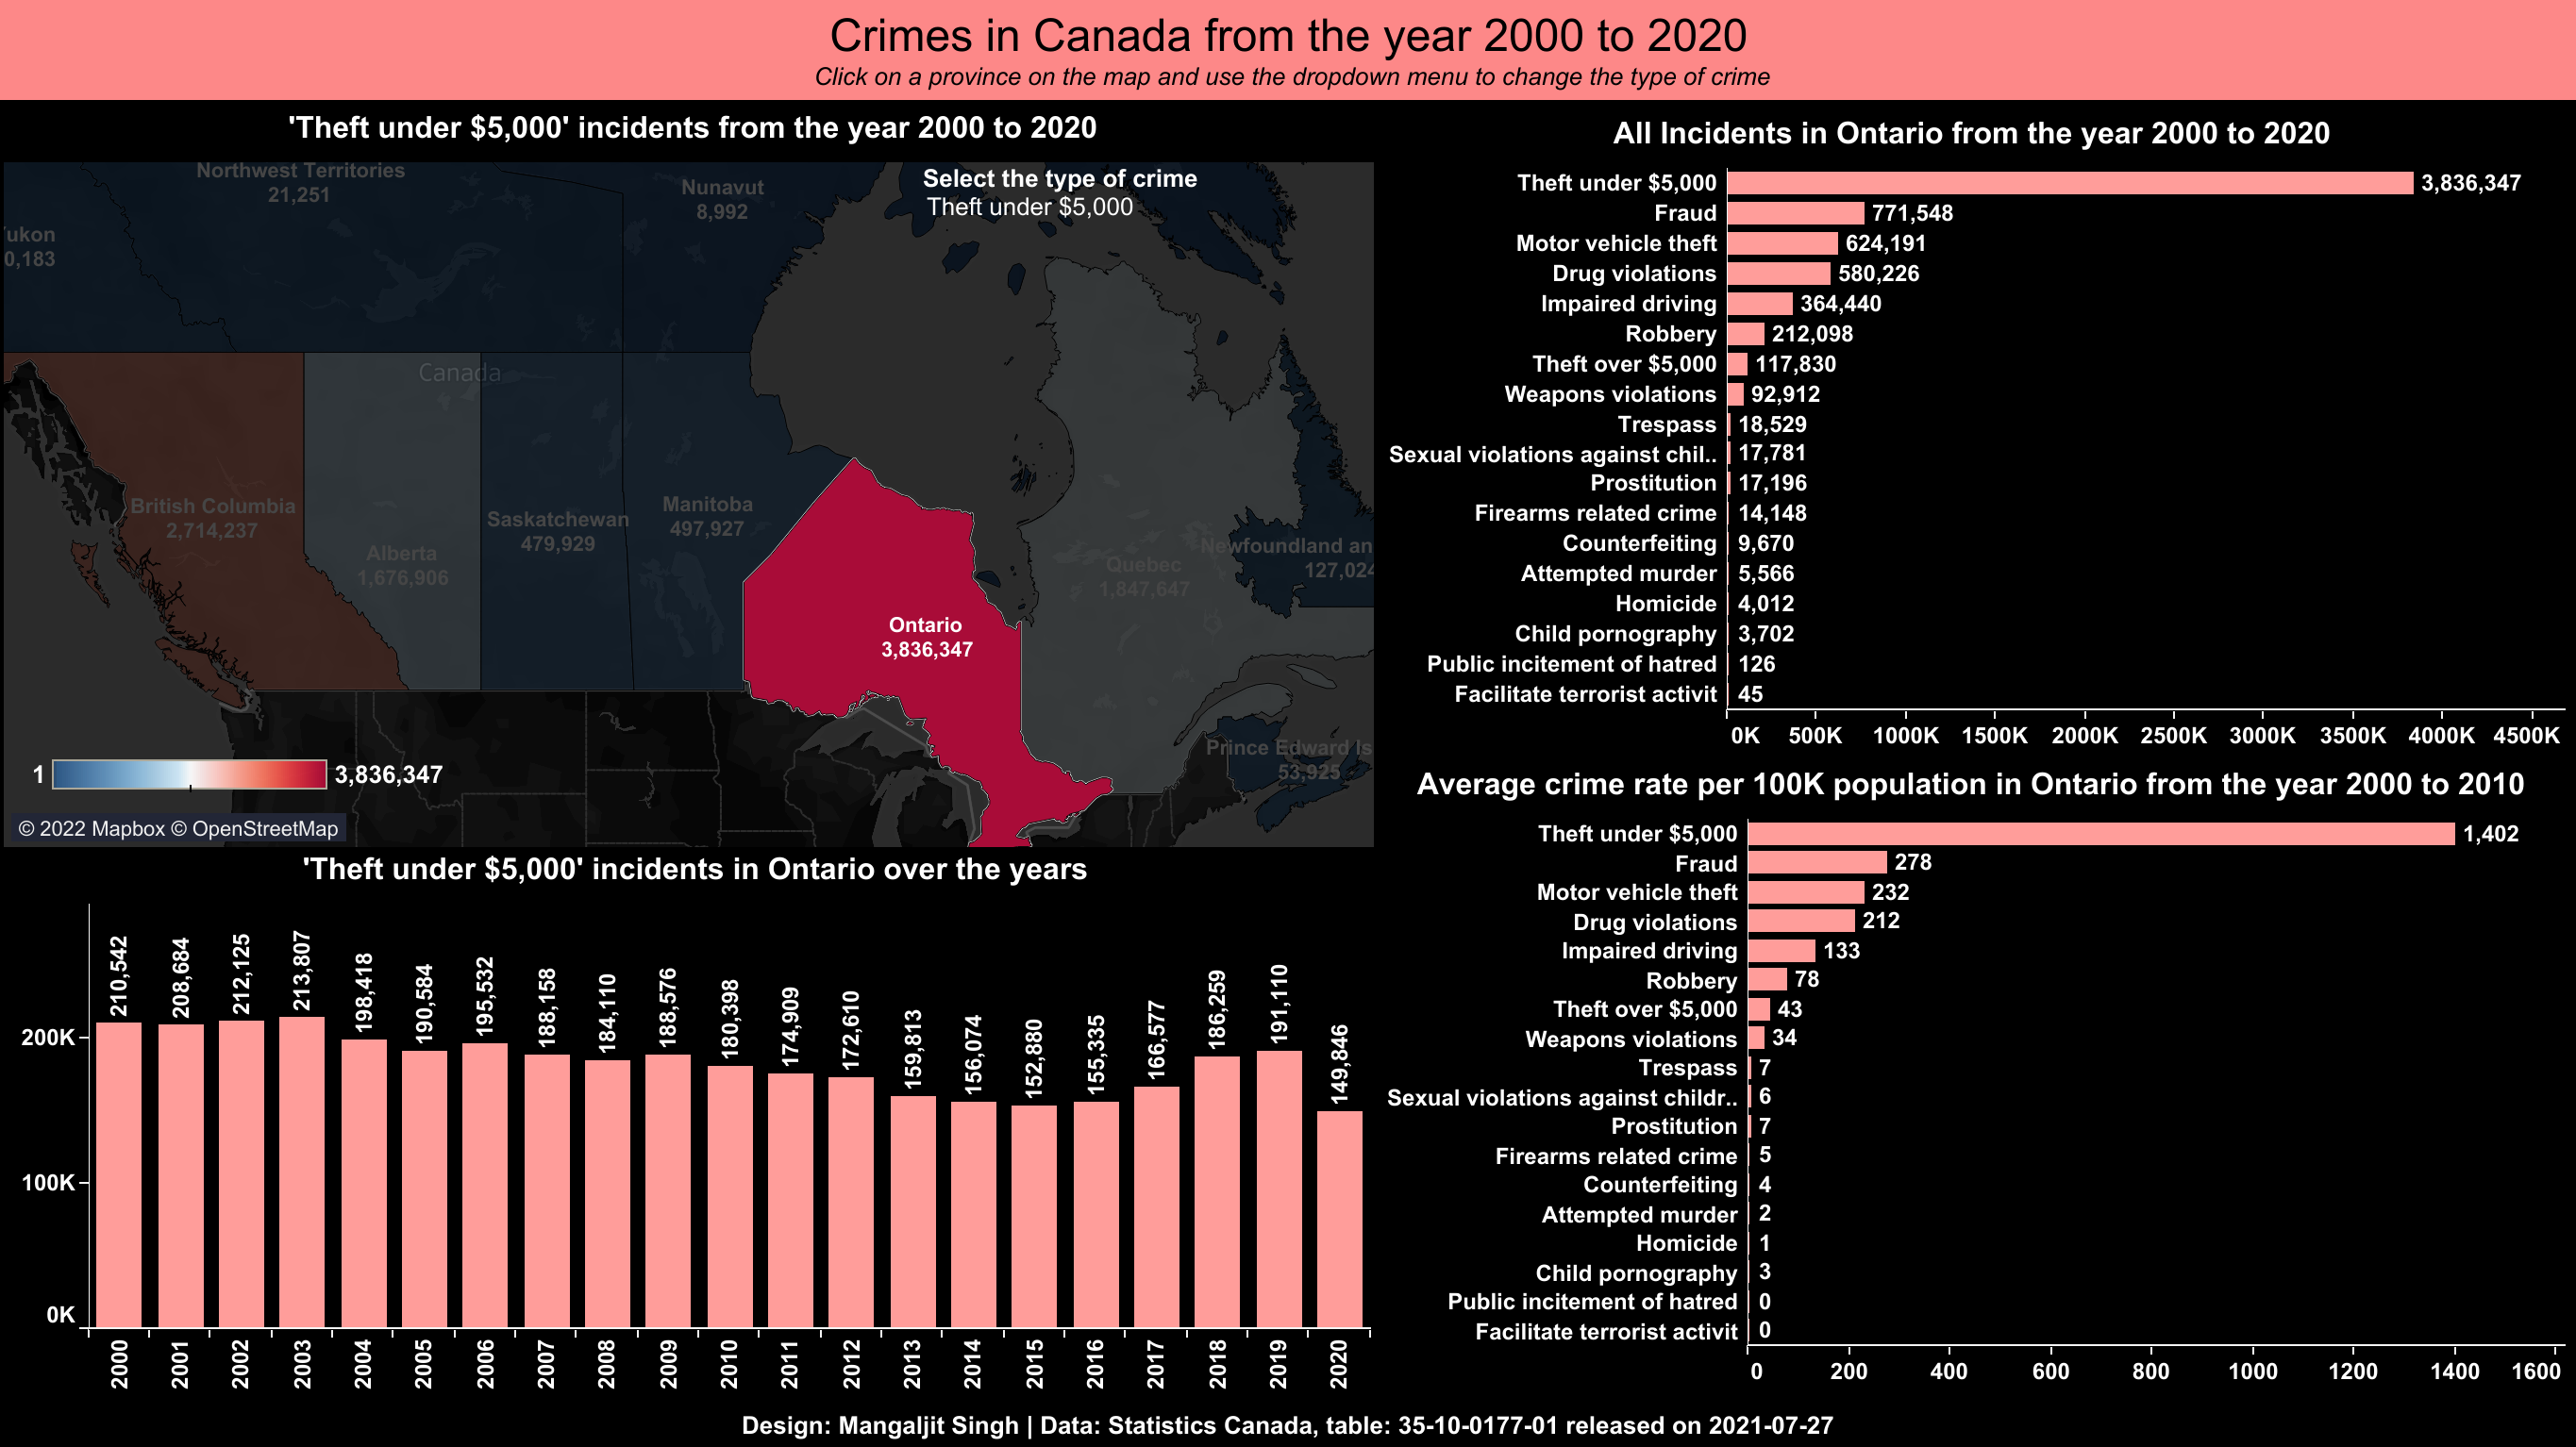 Crimes in Canada from the year 2000 to 2020
Click on a province on the map and use the dropdown menu to change the type of crime
'Theft under $5,000' incidents from the year 2000 to 2020
Northwest Territories
21,251
Nunavut
8,992
Select the type of crime
Theft under $5,000
ukon
0,183
Canada
British Columbia
2,714,237
Alberta
1,676,906
Saskatchewan
479,929
Manitoba
497,927
Ontario
3,836,347
Quebec
1,847,647
Newfoundland an
127,024
Prince Edward Is
53,925
1
3,836,347
© 2022 Mapbox © OpenStreetMap
'Theft under $5,000' incidents in Ontario over the years
200K
100K
0K
210,542
208,684
212,125
213,807
198,418
190,584
195,532
188,158
184,110
188,576
180,398
174,909
172,610
159,813
156,074
152,880
155,335
166,577
186,259
191,110
149,846
2000
2001
2002
2003
2004
2005
2006
2007
2008
2009
2010
2011
2012
2013
2014
2015
2016
2017
2018
2019
2020
All Incidents in Ontario from the year 2000 to 2020
Theft under $5,000 3,836,347
Fraud 771,548
Motor vehicle theft 624,191
Drug violations 580,226
Impaired driving 364,440
Robbery 212,098
Theft over $5,000 117,830
Weapons violations 92,912
Trespass 18,529
Sexual violations against chil.. 17,781
Prostitution 17,196
Firearms related crime 14,148
Counterfeiting 9,670
Attempted murder 5,566
Homicide 4,012
Child pornography 3,702
Public incitement of hatred 126
Facilitate terrorist activit 45
0K 500K 1000K 1500K 2000K 2500K 3000K 3500K 4000K 4500K
Average crime rate per 100K population in Ontario from the year 2000 to 2010
Theft under $5,000 1,402
Fraud 278
Motor vehicle theft 232
Drug violations 212
Impaired driving 133
Robbery 78
Theft over $5,000 43
Weapons violations 34
Trespass 7
Sexual violations against childr.. 6
Prostitution 7
Firearms related crime 5
Counterfeiting 4
Attempted murder 2
Homicide 1
Child pornography 3
Public incitement of hatred 0
Facilitate terrorist activit 0
0 200 400 600 800 1000 1200 1400 1600
Design: Mangaljit Singh | Data: Statistics Canada, table: 35-10-0177-01 released on 2021-07-27